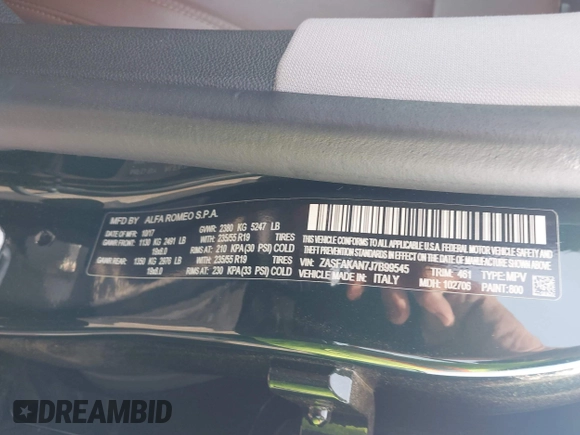 MFD BY ALFA ROMEO S.P.A.
DATE OF MFR: 10/17 GVWR: 2380 KG 5247 LB
GAWR FRONT: 1130 KG 2491 LB WITH 235/55 R19 TIRES
18x8.0 RIMS AT: 210 KPA(30 PSI) COLD
GAWR REAR: 1350 KG 2976 LB WITH 235/55 R19 TIRES
18x8.0 RIMS AT: 230 KPA(33 PSI) COLD
THIS VEHICLE CONFORMS TO ALL APPLICABLE U.S.A. FEDERAL MOTOR VEHICLE SAFETY
AND THEFT PREVENTION STANDARDS IN EFFECT ON THE DATE OF MANUFACTURE SHOWN ABOVE
VIN: ZASFAKAN7J7B99545 TYPE: MPV
VEHICLE MADE IN: ITALY TRIM: 461
MDH: 102706 PAINT: 800
DREAMBID